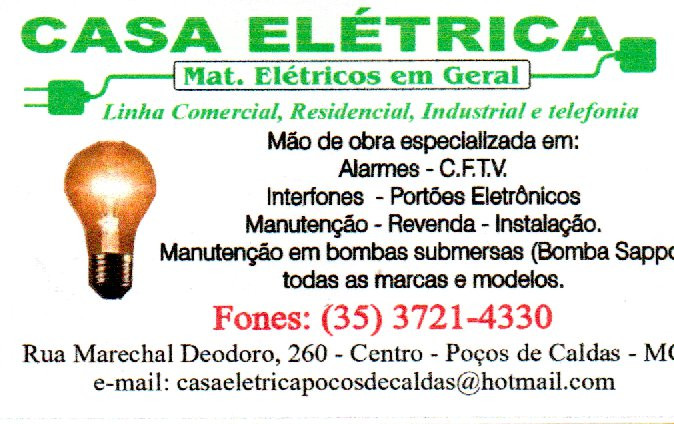 CASA ELÉTRICA
Mat. Elétricos em Geral
Linha Comercial, Residencial, Industrial e telefonia
Mão de obra especializada em:
Alarmes - C.F.T.V.
Interfones - Portões Eletrônicos
Manutenção - Revenda - Instalação.
Manutenção em bombas submersas (Bomba Sappo
todas as marcas e modelos.
Fones: (35) 3721-4330
Rua Marechal Deodoro, 260 - Centro - Poços de Caldas - MG
e-mail: casaeletricapocosdecaldas@hotmail.com